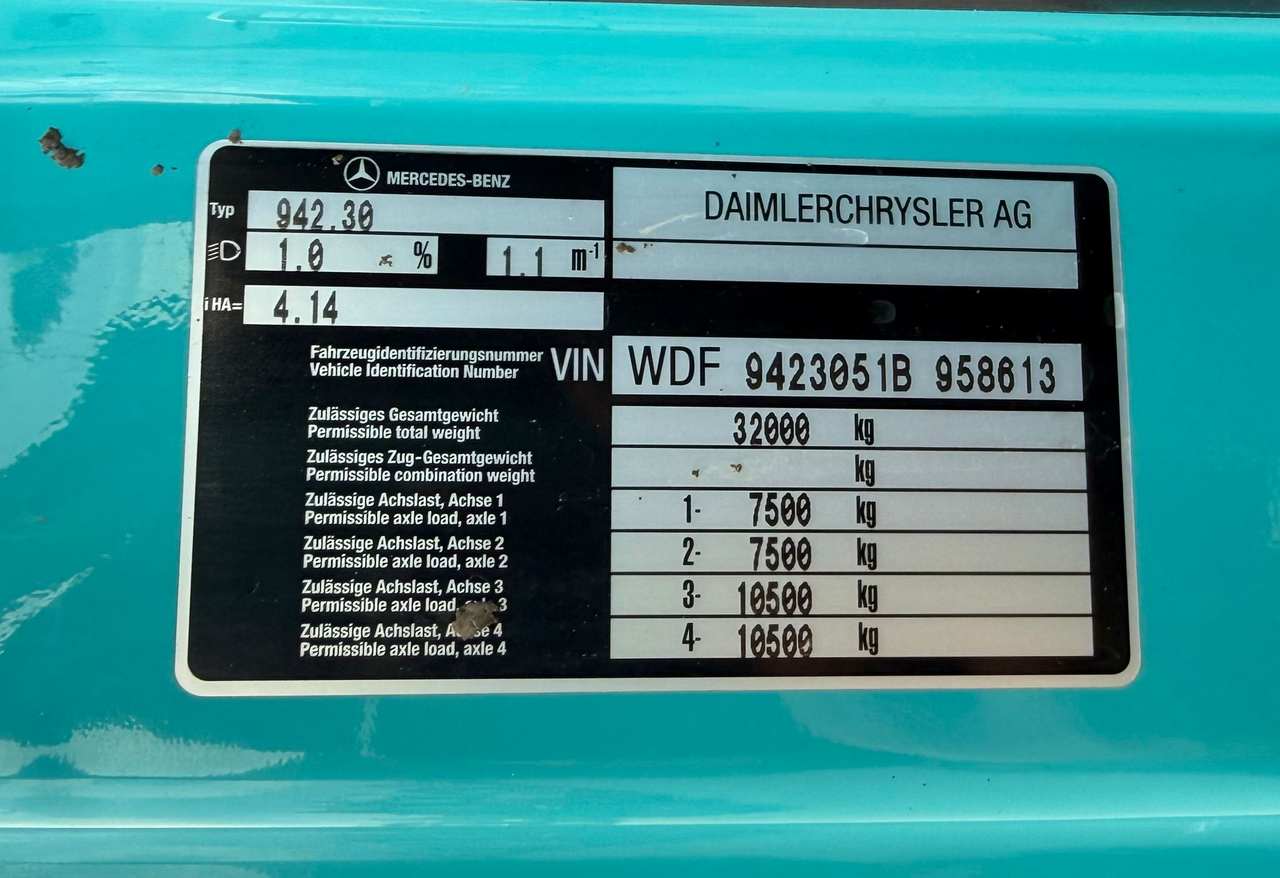 MERCEDES-BENZ
Typ 942.30
DAIMLERCHRYSLER AG
1.0 % 1.1 m-1
i HA= 4.14
Fahrzeugidentifizierungsnummer
Vehicle Identification Number
VIN WDF 9423051B 958613
Zulässiges Gesamtgewicht
Permissible total weight
32000 kg
Zulässiges Zug-Gesamtgewicht
Permissible combination weight
kg
Zulässige Achslast, Achse 1
Permissible axle load, axle 1
1- 7500 kg
Zulässige Achslast, Achse 2
Permissible axle load, axle 2
2- 7500 kg
Zulässige Achslast, Achse 3
Permissible axle load, axle 3
3- 10500 kg
Zulässige Achslast, Achse 4
Permissible axle load, axle 4
4- 10500 kg